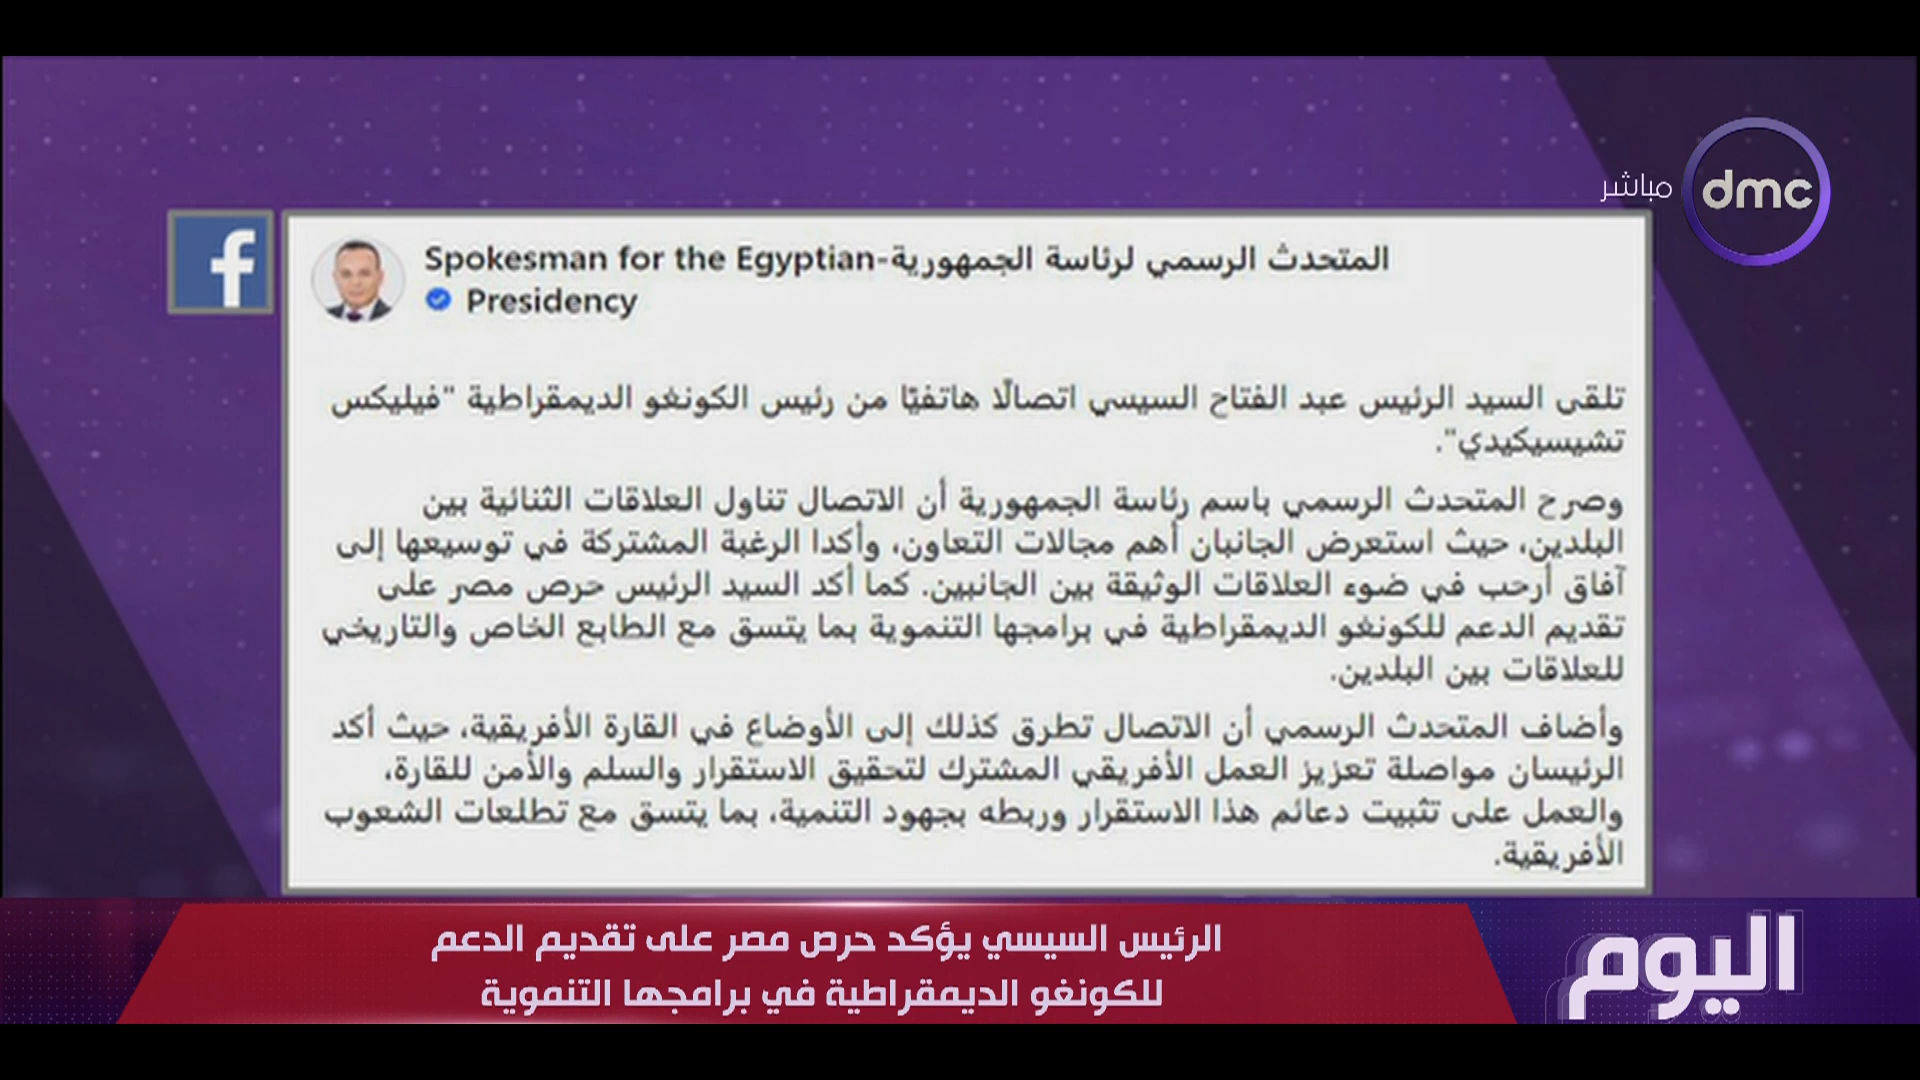 dmc
مباشر
f
المتحدث الرسمي لرئاسة الجمهورية-Spokesman for the Egyptian
Presidency
تلقى السيد الرئيس عبد الفتاح السيسي اتصالًا هاتفيًا من رئيس الكونغو الديمقراطية "فيليكس
تشيسيكيدي".
وصرح المتحدث الرسمي باسم رئاسة الجمهورية أن الاتصال تناول العلاقات الثنائية بين
البلدين، حيث استعرض الجانبان أهم مجالات التعاون، وأكدا الرغبة المشتركة في توسيعها إلى
آفاق أرحب في ضوء العلاقات الوثيقة بين الجانبين. كما أكد السيد الرئيس حرص مصر على
تقديم الدعم للكونغو الديمقراطية في برامجها التنموية بما يتسق مع الطابع الخاص والتاريخي
للعلاقات بين البلدين.
وأضاف المتحدث الرسمي أن الاتصال تطرق كذلك إلى الأوضاع في القارة الأفريقية، حيث أكد
الرئيسان مواصلة تعزيز العمل الأفريقي المشترك لتحقيق الاستقرار والسلم والأمن للقارة،
والعمل على تثبيت دعائم هذا الاستقرار وربطه بجهود التنمية، بما يتسق مع تطلعات الشعوب
الأفريقية.
الرئيس السيسي يؤكد حرص مصر على تقديم الدعم
للكونغو الديمقراطية في برامجها التنموية
اليوم